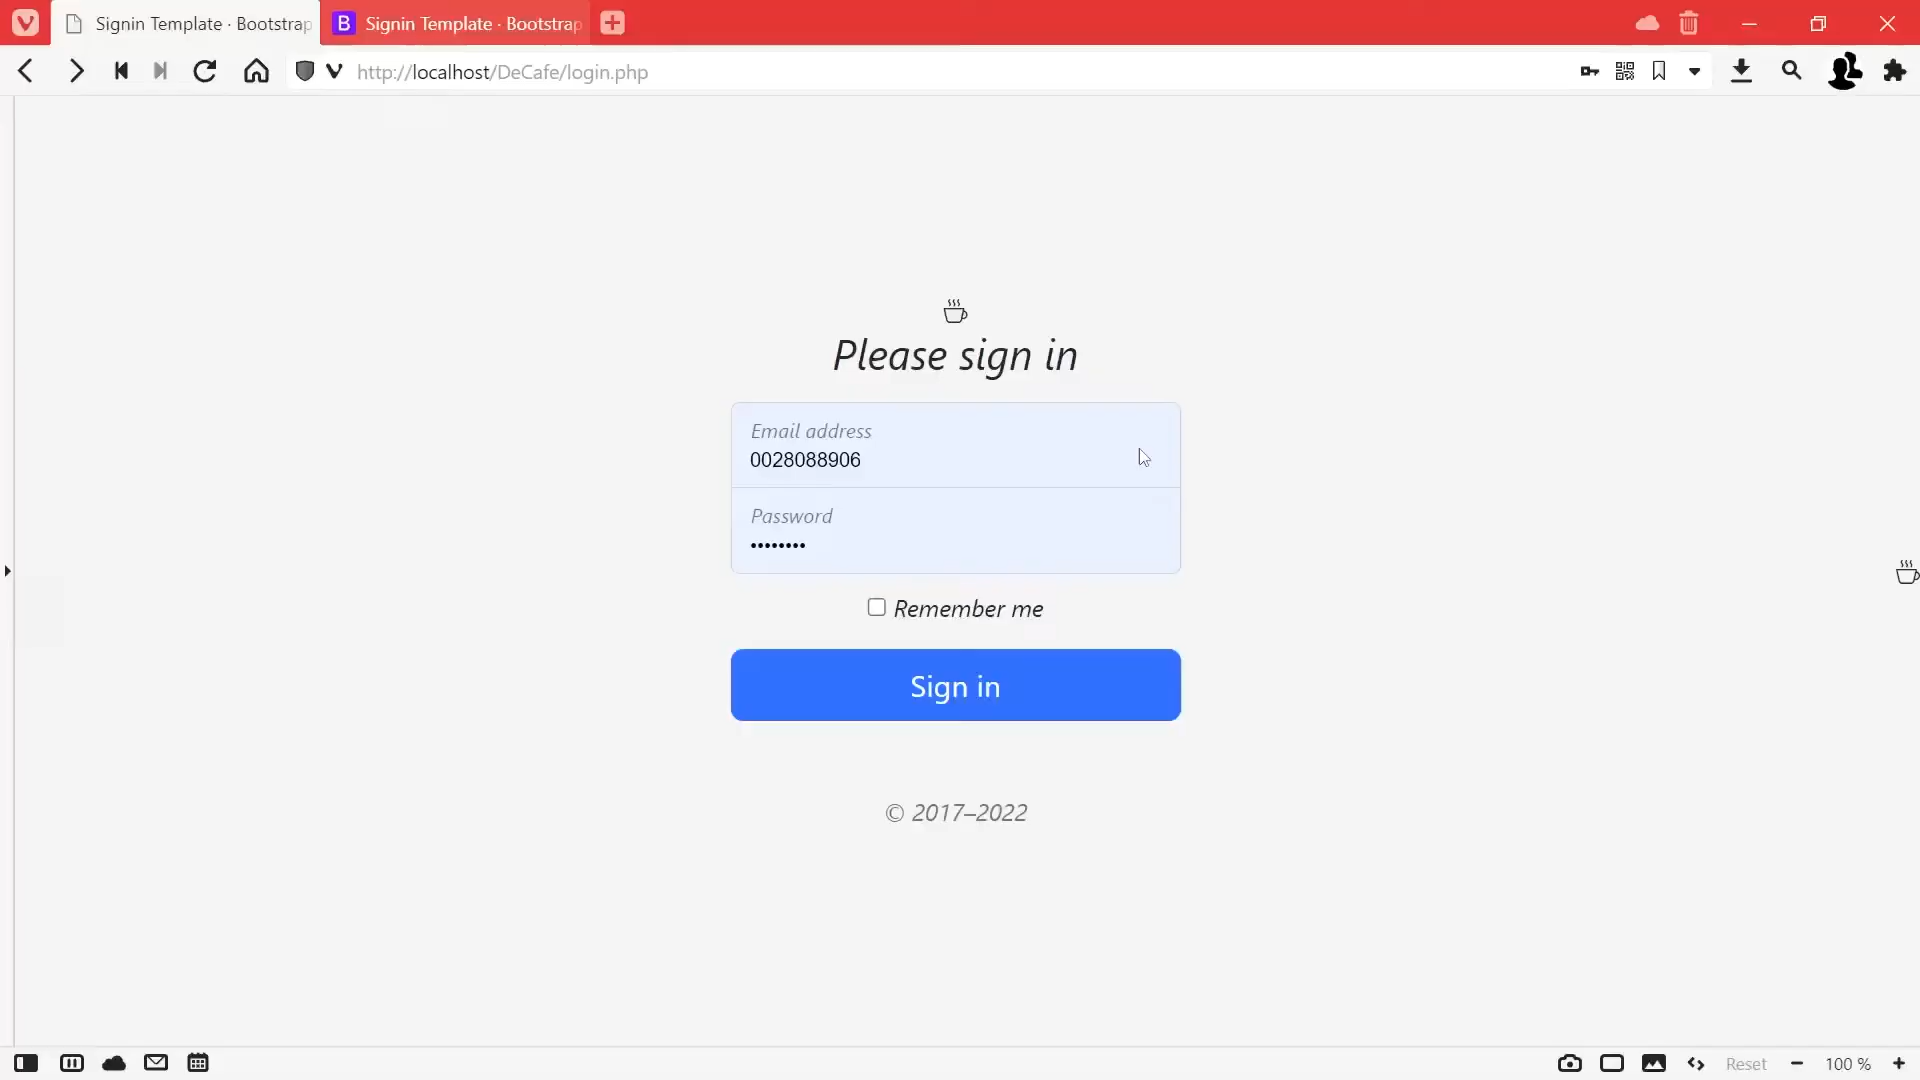 Signin Template · Bootstrap
Signin Template · Bootstrap
http://localhost/DeCafe/login.php
Please sign in
Email address
0028088906
Password
••••••••
Remember me
Sign in
© 2017–2022
Reset
100 %